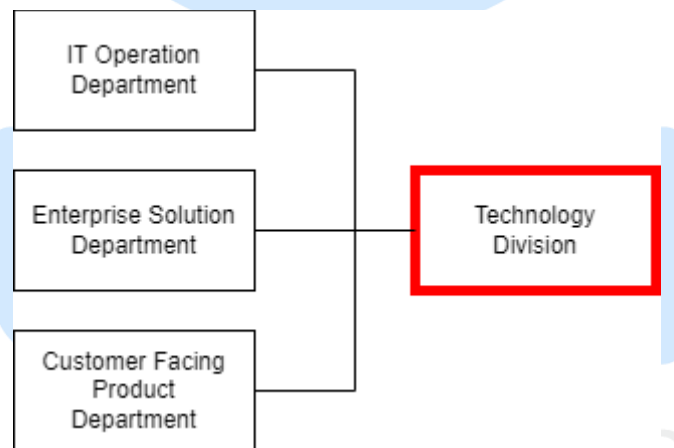 IT Operation
Department
Enterprise Solution
Department
Technology
Division
Customer Facing
Product
Department